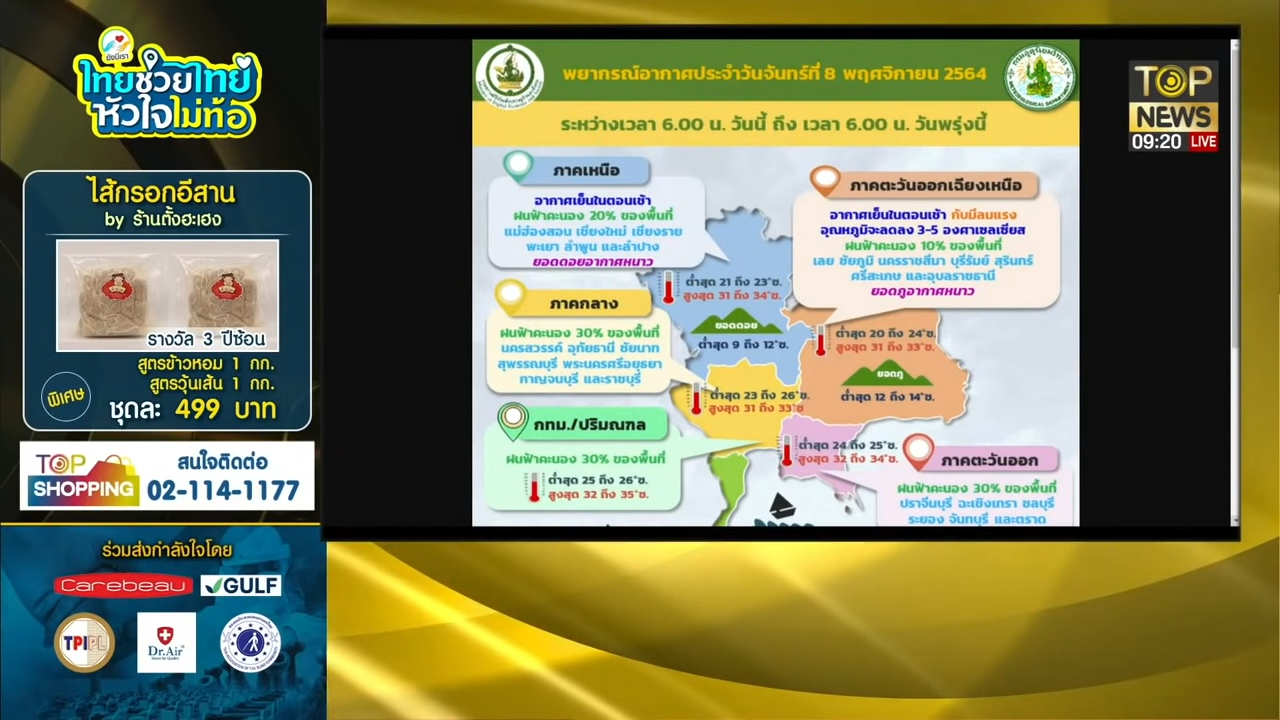 ยังมีเรา
ไทยช่วยไทย
หัวใจไม่ท้อ
ไส้กรอกอีสาน
by ร้านตั้งฮะเฮง
รางวัล 3 ปีซ้อน
สูตรข้าวหอม 1 กก.
สูตรวุ้นเส้น 1 กก.
พิเศษ
ชุดละ 499 บาท
TOP
SHOPPING
สนใจติดต่อ
02-114-1177
ร่วมส่งกำลังใจโดย
Carebeau
GULF
TPIPL
Dr.Air
พยากรณ์อากาศประจำวันจันทร์ที่ 8 พฤศจิกายน 2564
ระหว่างเวลา 6.00 น. วันนี้ ถึง เวลา 6.00 น. วันพรุ่งนี้
TOP
NEWS
09:20 LIVE
ภาคเหนือ
อากาศเย็นในตอนเช้า
ฝนฟ้าคะนอง 20% ของพื้นที่
แม่ฮ่องสอน เชียงใหม่ เชียงราย
พะเยา ลำพูน และลำปาง
ยอดดอยอากาศหนาว
ต่ำสุด 21 ถึง 23°ซ.
สูงสุด 31 ถึง 34°ซ.
ยอดดอย
ต่ำสุด 9 ถึง 12°ซ.
ภาคตะวันออกเฉียงเหนือ
อากาศเย็นในตอนเช้า กับมีลมแรง
อุณหภูมิจะลดลง 3-5 องศาเซลเซียส
ฝนฟ้าคะนอง 10% ของพื้นที่
เลย ชัยภูมิ นครราชสีมา บุรีรัมย์ สุรินทร์
ศรีสะเกษ และอุบลราชธานี
ยอดภูอากาศหนาว
ต่ำสุด 20 ถึง 24°ซ.
สูงสุด 31 ถึง 33°ซ.
ยอดภู
ต่ำสุด 12 ถึง 14°ซ.
ภาคกลาง
ฝนฟ้าคะนอง 30% ของพื้นที่
นครสวรรค์ อุทัยธานี ชัยนาท
สุพรรณบุรี พระนครศรีอยุธยา
กาญจนบุรี และราชบุรี
ต่ำสุด 23 ถึง 26°ซ.
สูงสุด 31 ถึง 33°ซ
กทม./ปริมณฑล
ฝนฟ้าคะนอง 30% ของพื้นที่
ต่ำสุด 25 ถึง 26°ซ.
สูงสุด 32 ถึง 35°ซ.
ต่ำสุด 24 ถึง 25°ซ.
สูงสุด 32 ถึง 34°ซ.
ภาคตะวันออก
ฝนฟ้าคะนอง 30% ของพื้นที่
ปราจีนบุรี ฉะเชิงเทรา ชลบุรี
ระยอง จันทบุรี และตราด